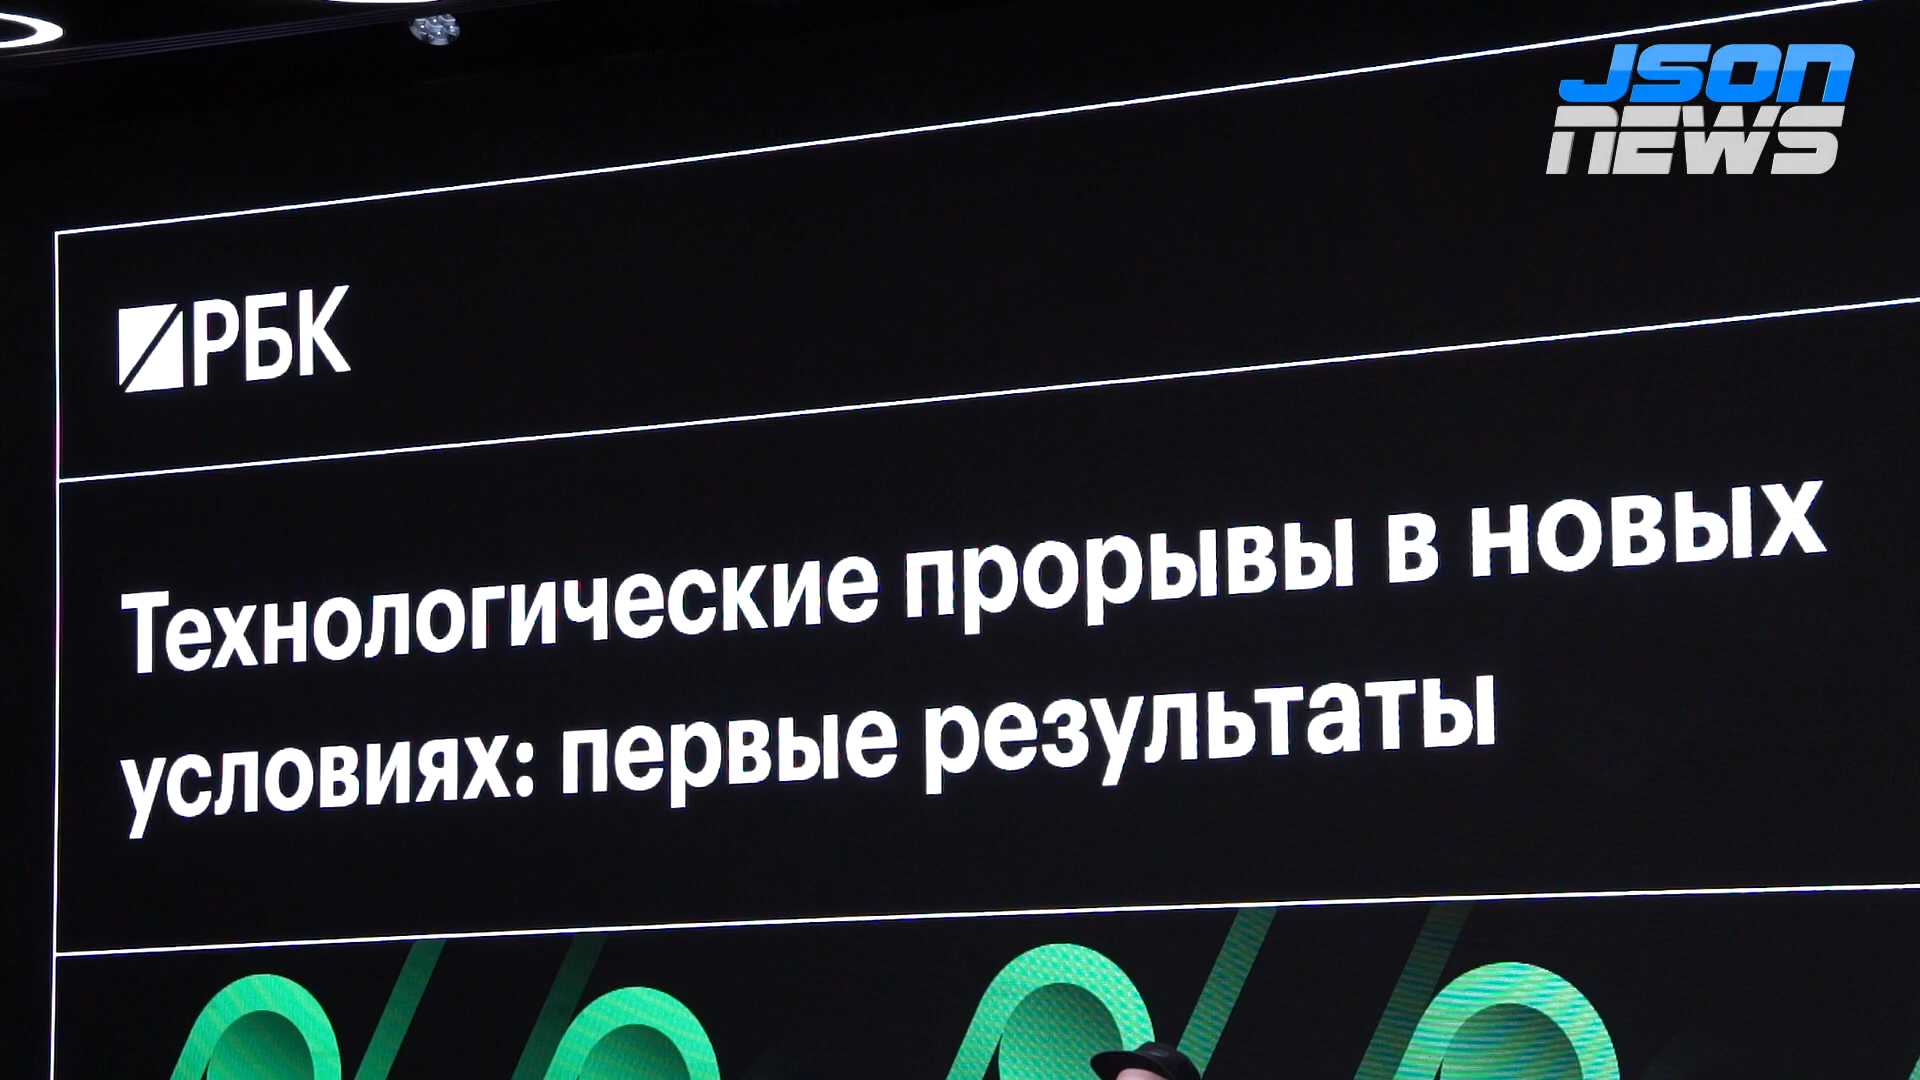 JSON
NEWS
РБК
Технологические прорывы в новых
условиях: первые результаты